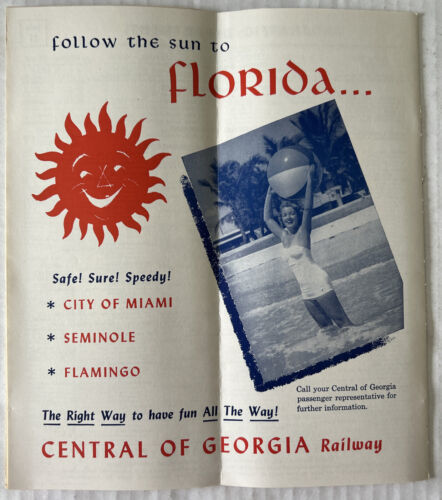 follow the sun to
FLORIDA...
Safe! Sure! Speedy!
* CITY OF MIAMI
* SEMINOLE
* FLAMINGO
Call your Central of Georgia
passenger representative for
further information.
The Right Way to have fun All The Way!
CENTRAL OF GEORGIA Railway